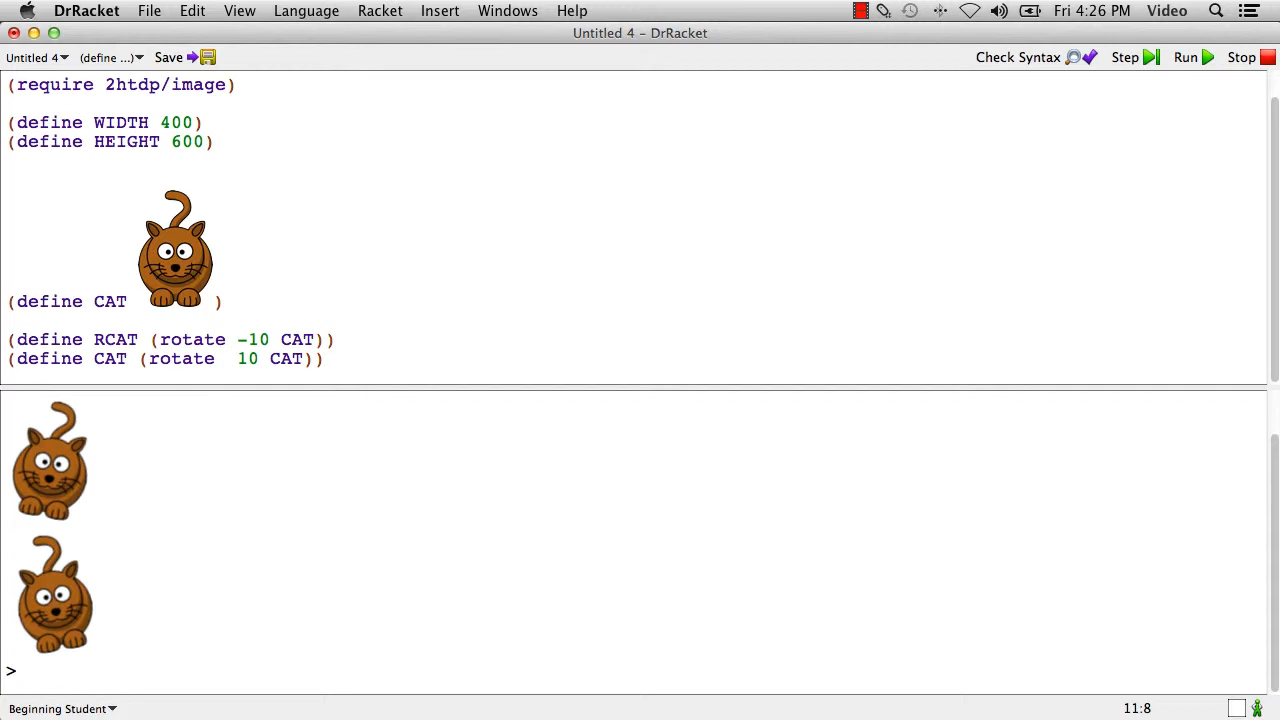 DrRacket File Edit View Language Racket Insert Windows Help Fri 4:26 PM Video
Untitled 4 - DrRacket
Untitled 4 (define ...) Save Check Syntax Step Run Stop
(require 2htdp/image)
(define WIDTH 400)
(define HEIGHT 600)
(define CAT )
(define RCAT (rotate -10 CAT))
(define CAT (rotate  10 CAT))
>
Beginning Student 11:8